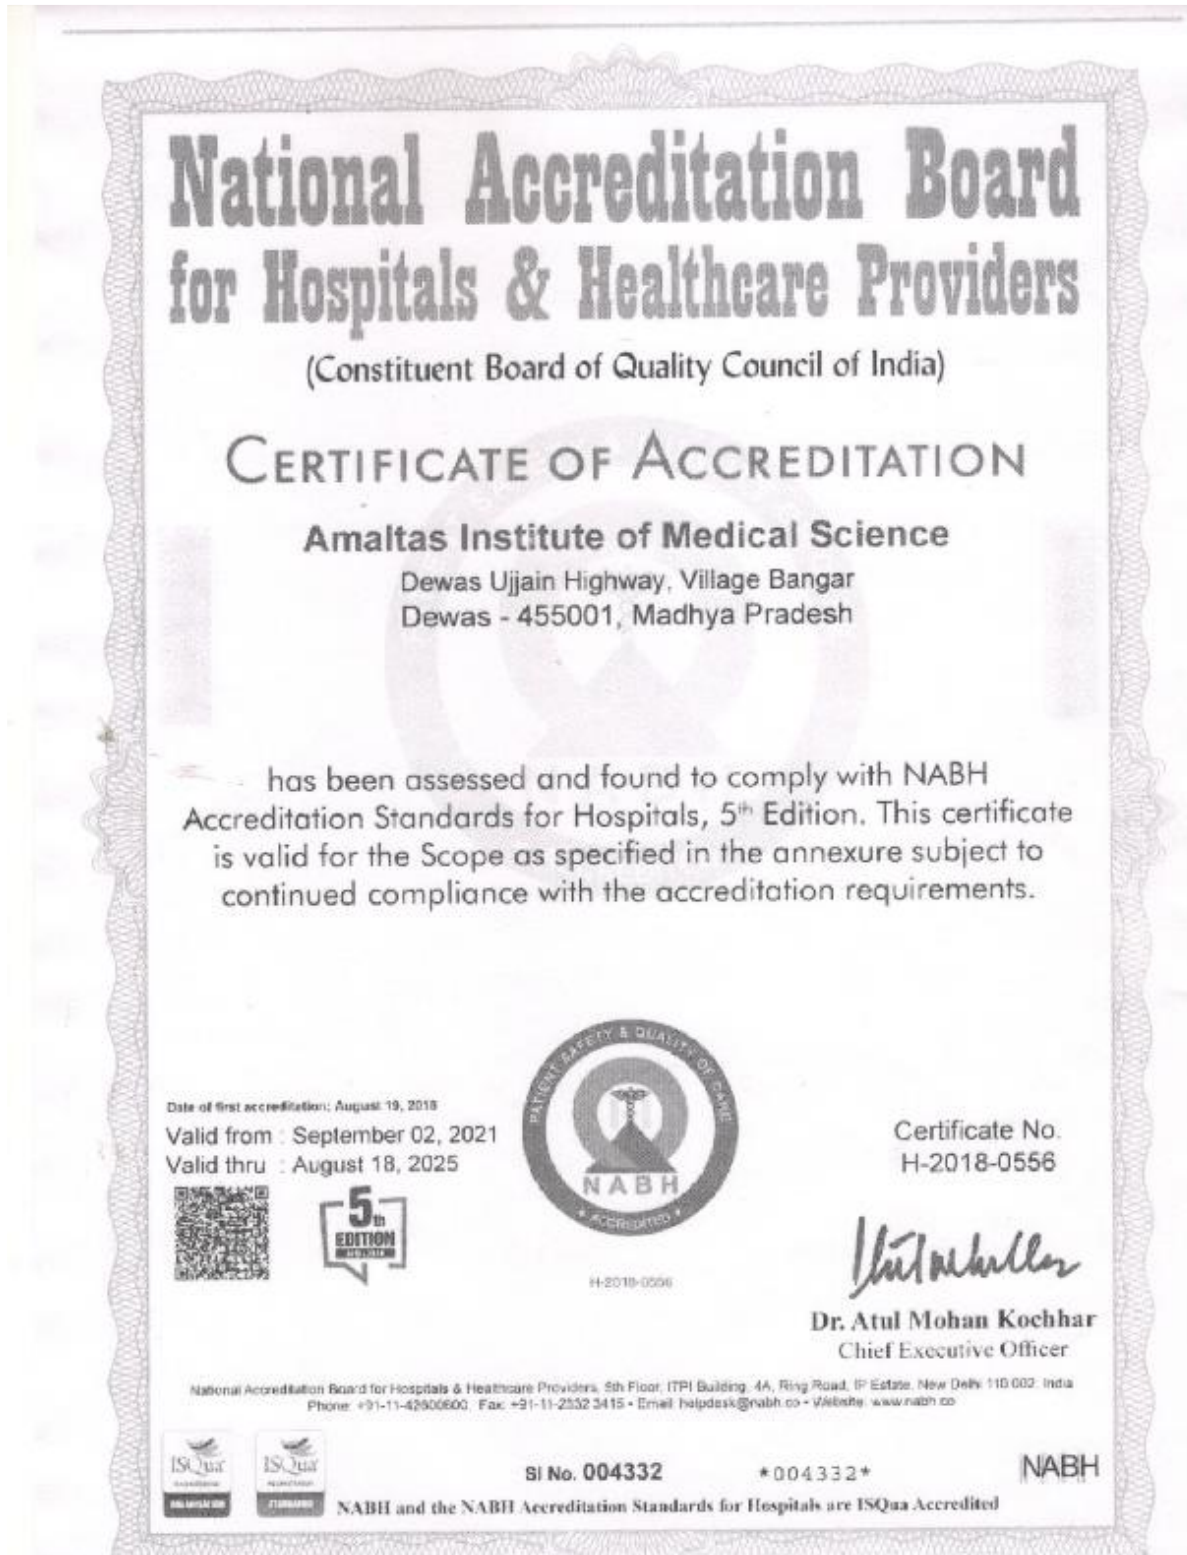 National Accreditation Board
for Hospitals & Healthcare Providers
(Constituent Board of Quality Council of India)
CERTIFICATE OF ACCREDITATION
Amaltas Institute of Medical Science
Dewas Ujjain Highway, Village Bangar
Dewas - 455001, Madhya Pradesh
has been assessed and found to comply with NABH
Accreditation Standards for Hospitals, 5th Edition. This certificate
is valid for the Scope as specified in the annexure subject to
continued compliance with the accreditation requirements.
Date of first accreditation: August 19, 2018
Valid from : September 02, 2021
Valid thru : August 18, 2025
5th
EDITION
PATIENT SAFETY & QUALITY OF CARE
NABH
ACCREDITED
H-2018-0556
Certificate No.
H-2018-0556
Dr. Atul Mohan Kochhar
Chief Executive Officer
National Accreditation Board for Hospitals & Healthcare Providers, 5th Floor, ITPI Building, 4A, Ring Road, IP Estate, New Delhi 110 002, India
Phone: +91-11-42600600, Fax: +91-11-2332 3415 • Email: helpdesk@nabh.co • Website: www.nabh.co
ISQua
ISQua
SI No. 004332
*004332*
NABH
NABH and the NABH Accreditation Standards for Hospitals are ISQua Accredited